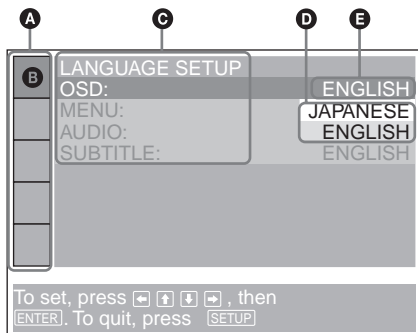 A C D E
B
LANGUAGE SETUP
OSD: ENGLISH
MENU: JAPANESE
AUDIO: ENGLISH
SUBTITLE: ENGLISH
To set, press ← ↑ ↓ → , then
ENTER. To quit, press SETUP